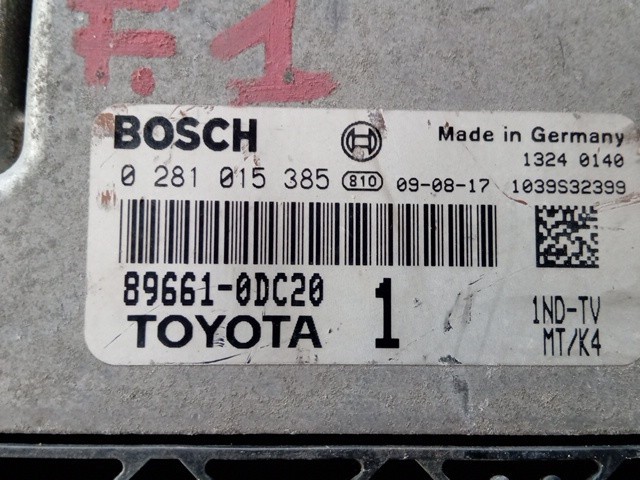 F.1
BOSCH Made in Germany
1324 0140
0 281 015 385 810 09-08-17 1039S32399
89661-0DC20 1
TOYOTA
1ND-TV
MT/K4